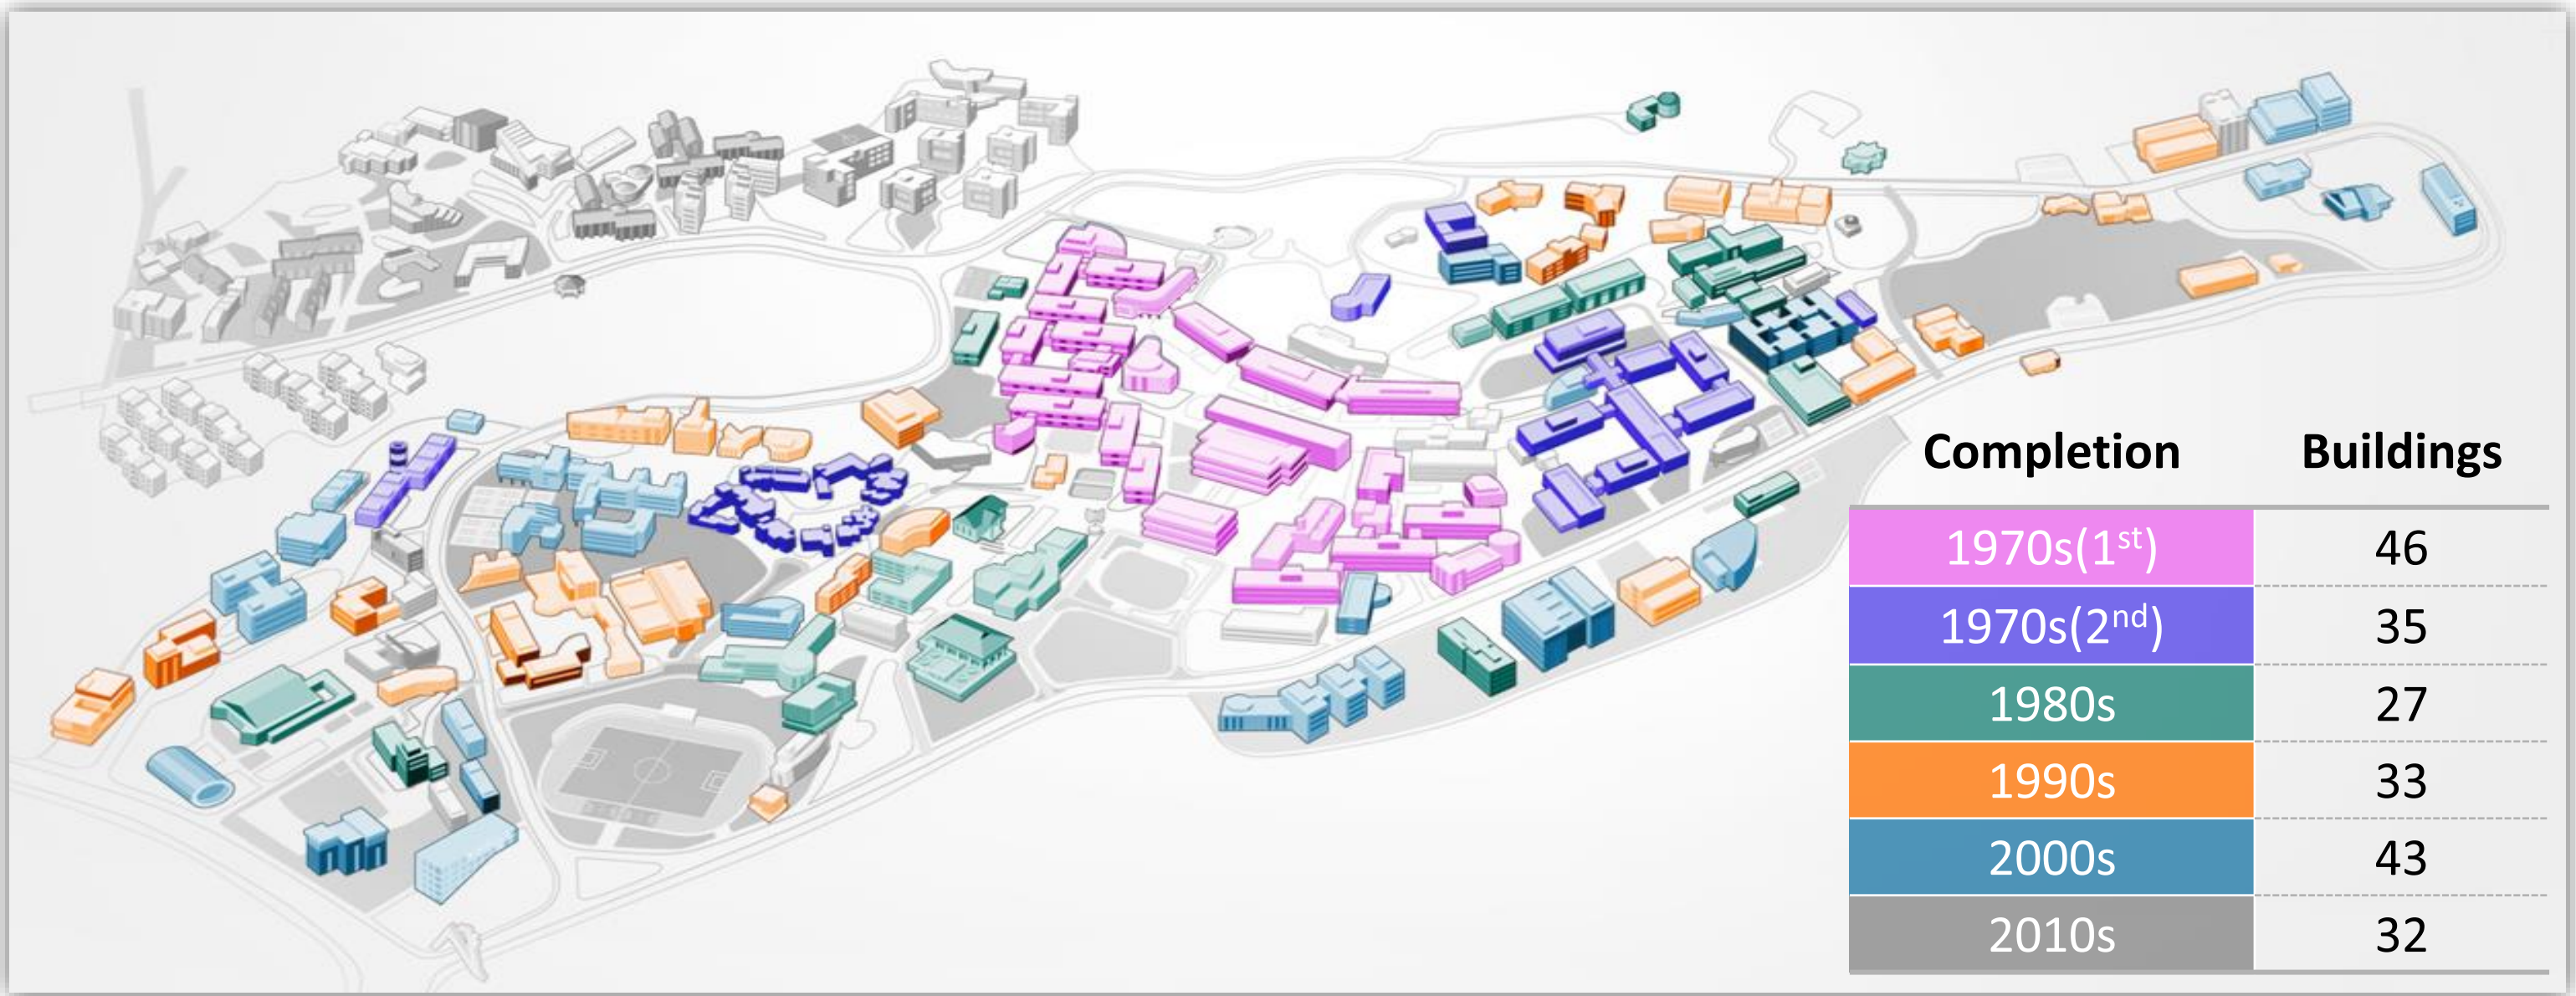 Completion Buildings
1970s(1st) 46
1970s(2nd) 35
1980s 27
1990s 33
2000s 43
2010s 32